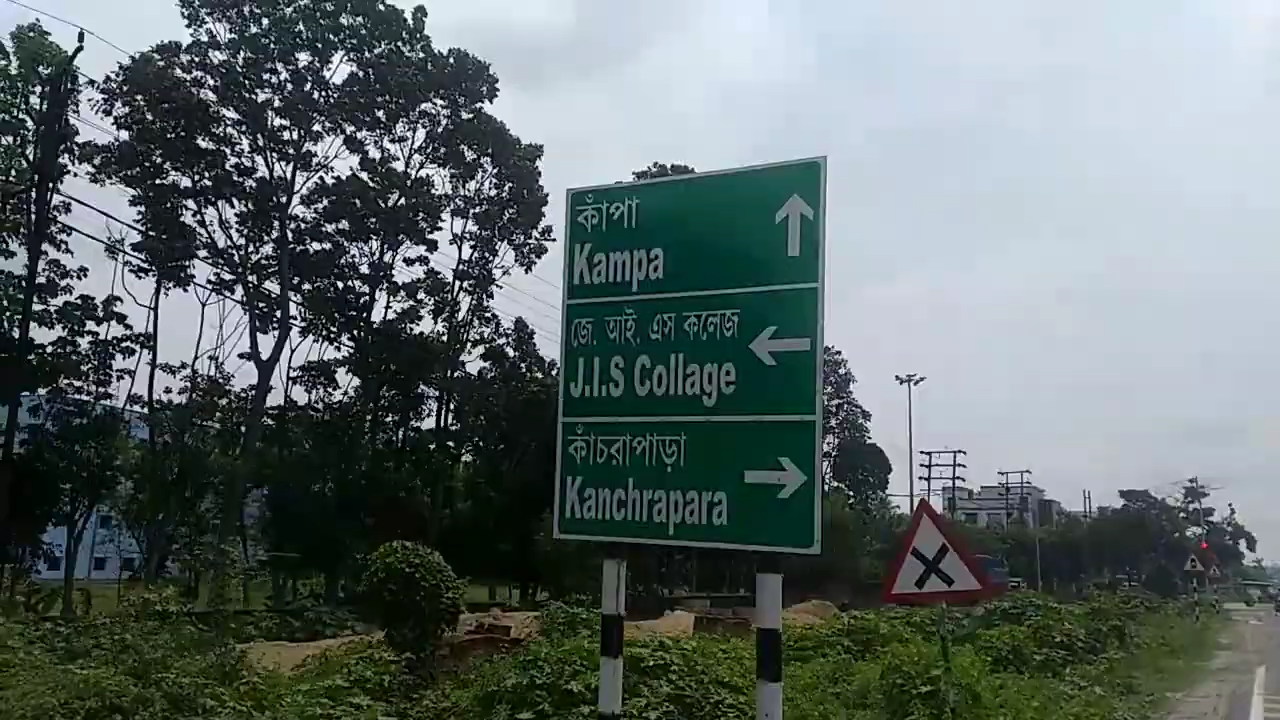 কাঁপা
Kampa
জে. আই. এস কলেজ
J.I.S Collage
কাঁচরাপাড়া
Kanchrapara